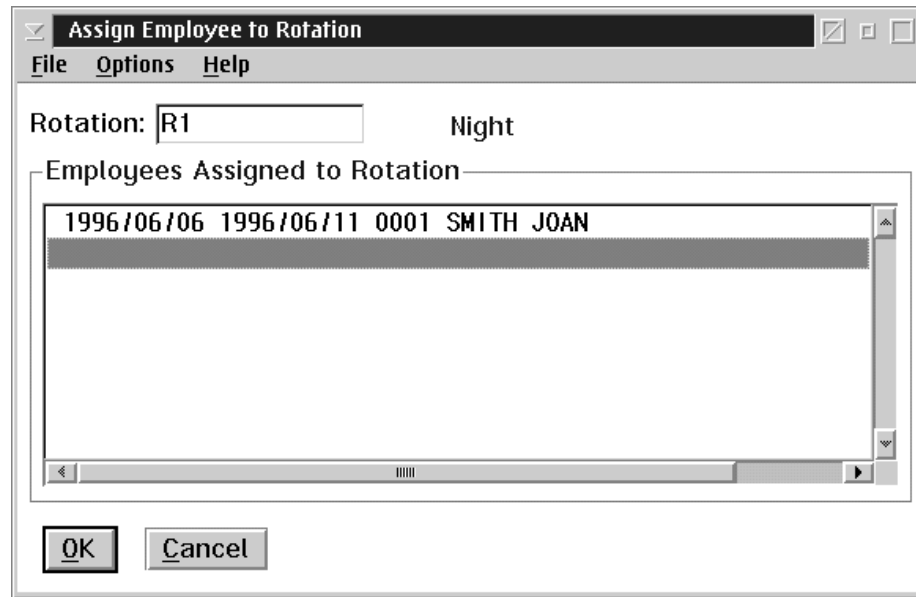 Assign Employee to Rotation
File Options Help
Rotation: R1 Night
Employees Assigned to Rotation
1996/06/06 1996/06/11 0001 SMITH JOAN
OK Cancel